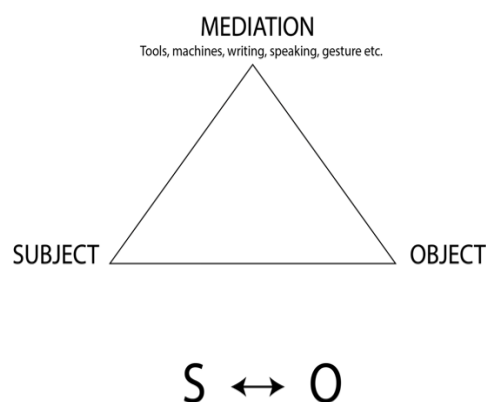 MEDIATION
Tools, machines, writing, speaking, gesture etc.
SUBJECT
OBJECT
S ↔ O